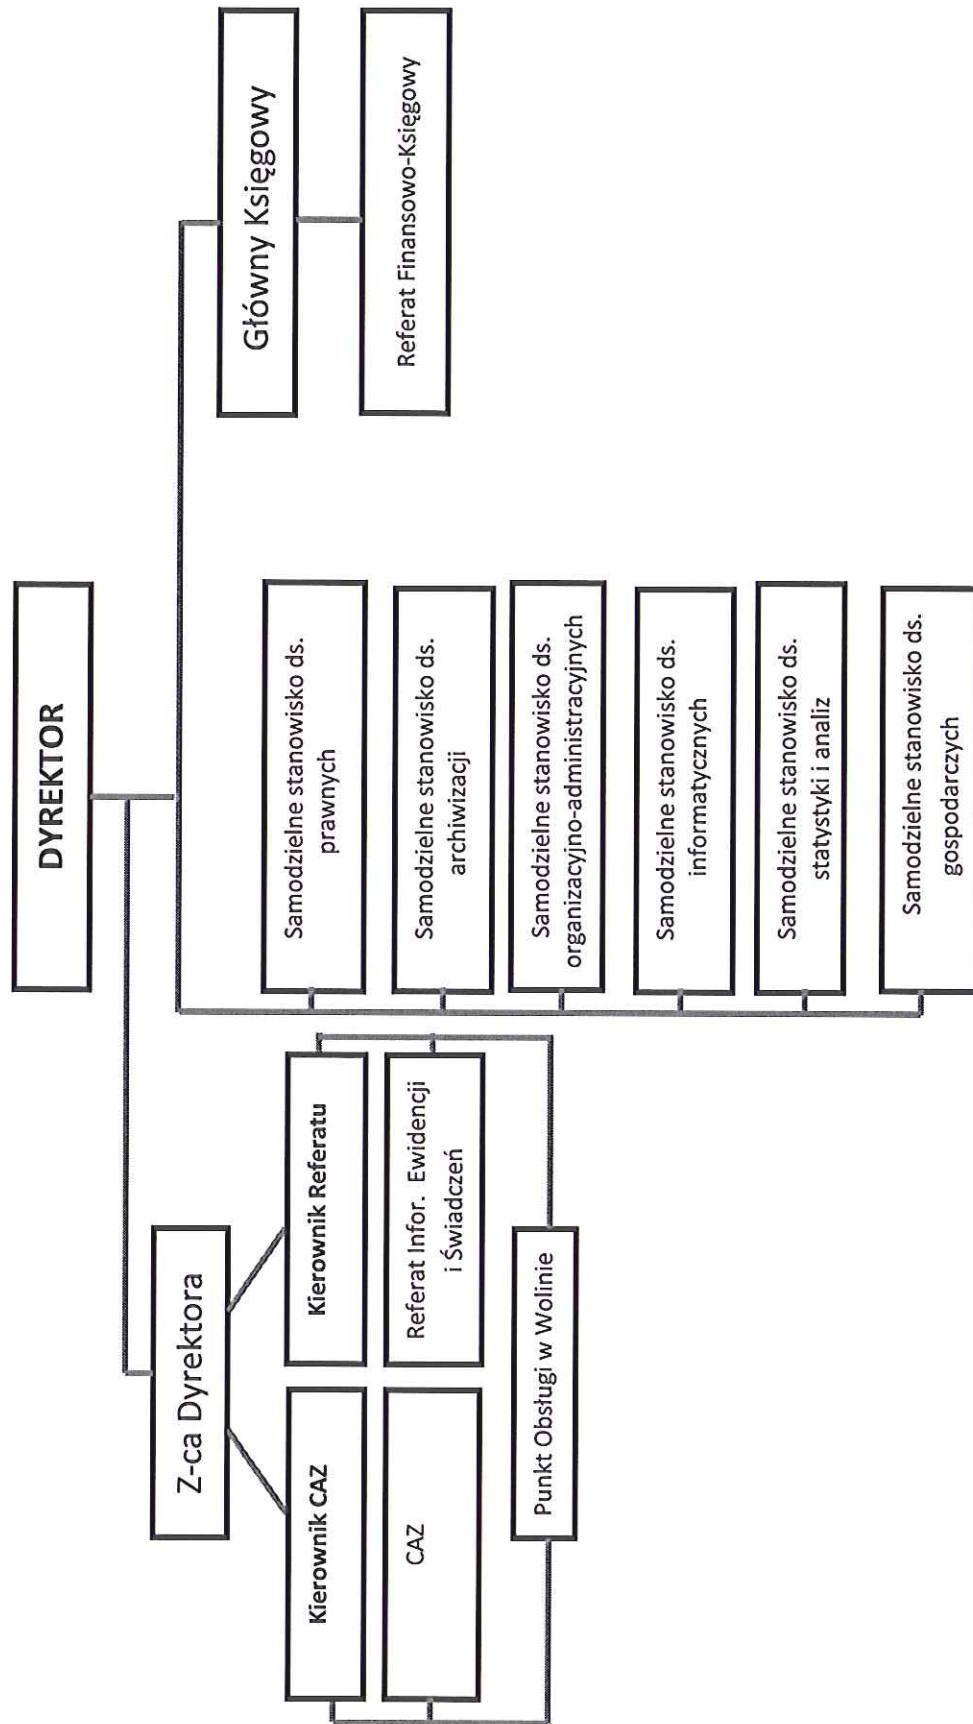 DYREKTOR
Z-ca Dyrektora
Kierownik CAZ
CAZ
Kierownik Referatu
Referat Infor. Ewidencji
i Świadczeń
Punkt Obsługi w Wolinie
Samodzielne stanowisko ds.
prawnych
Samodzielne stanowisko ds.
archiwizacji
Samodzielne stanowisko ds.
organizacyjno-administracyjnych
Samodzielne stanowisko ds.
informatycznych
Samodzielne stanowisko ds.
statystyki i analiz
Samodzielne stanowisko ds.
gospodarczych
Główny Księgowy
Referat Finansowo-Księgowy